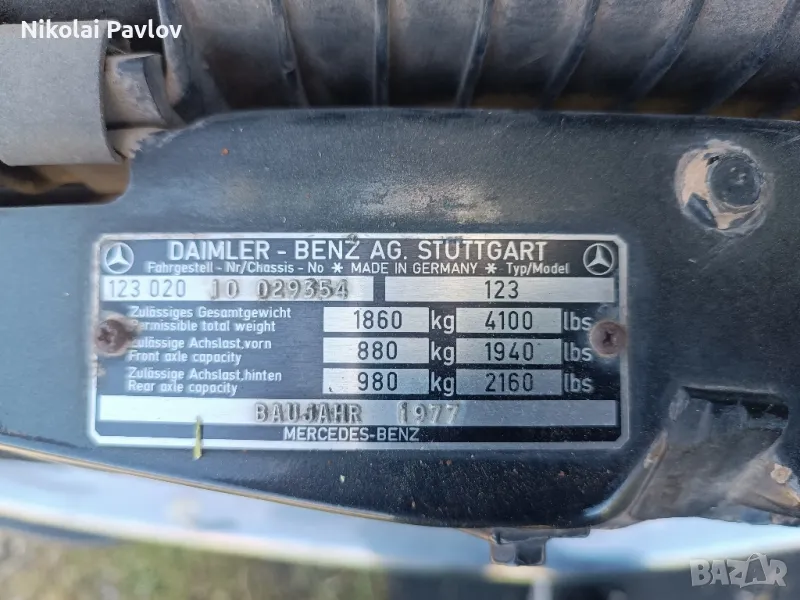 Nikolai Pavlov
DAIMLER - BENZ AG. STUTTGART
Fahrgestell - Nr/Chassis - No * MADE IN GERMANY * Typ/Model
123 020 10 029354 123
Zulässiges Gesamtgewicht
Permissible total weight
1860 kg 4100 lbs
Zulässige Achslast,vorn
Front axle capacity
880 kg 1940 lbs
Zulässige Achslast,hinten
Rear axle capacity
980 kg 2160 lbs
BAUJAHR 1977
MERCEDES-BENZ
BAZAR